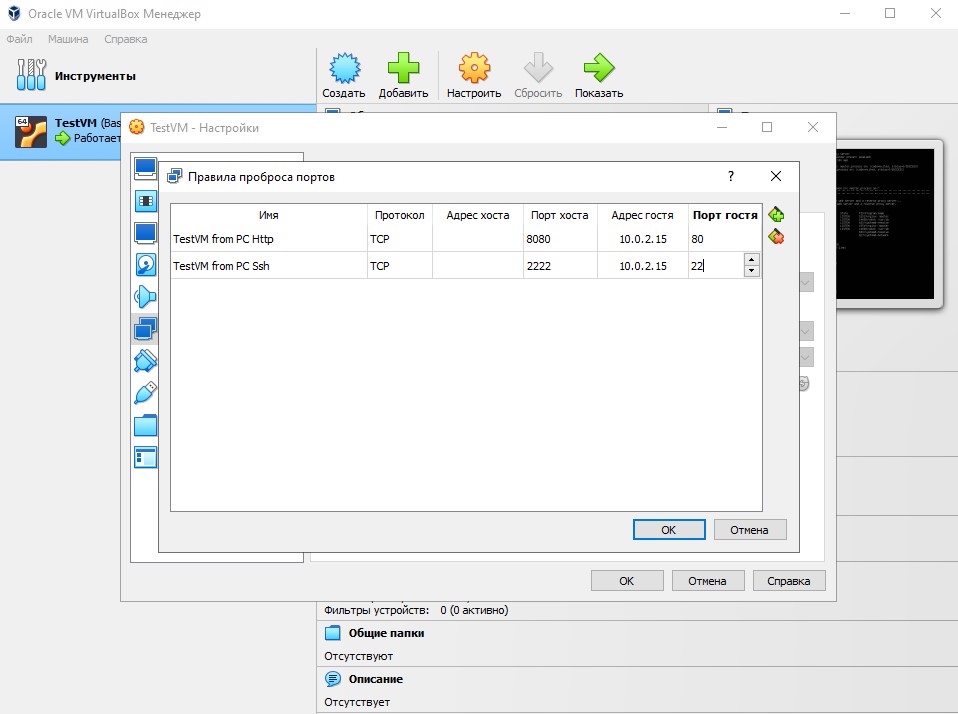 Oracle VM VirtualBox Менеджер
Файл Машина Справка
Инструменты
Создать Добавить Настроить Сбросить Показать
64
TestVM (Bas
Работает
TestVM - Настройки
Правила проброса портов
?
Имя Протокол Адрес хоста Порт хоста Адрес гостя Порт гостя
TestVM from PC Http TCP 8080 10.0.2.15 80
TestVM from PC Ssh TCP 2222 10.0.2.15 22
OK Отмена
OK Отмена Справка
Фильтры устройств: 0 (0 активно)
Общие папки
Отсутствуют
Описание
Отсутствует